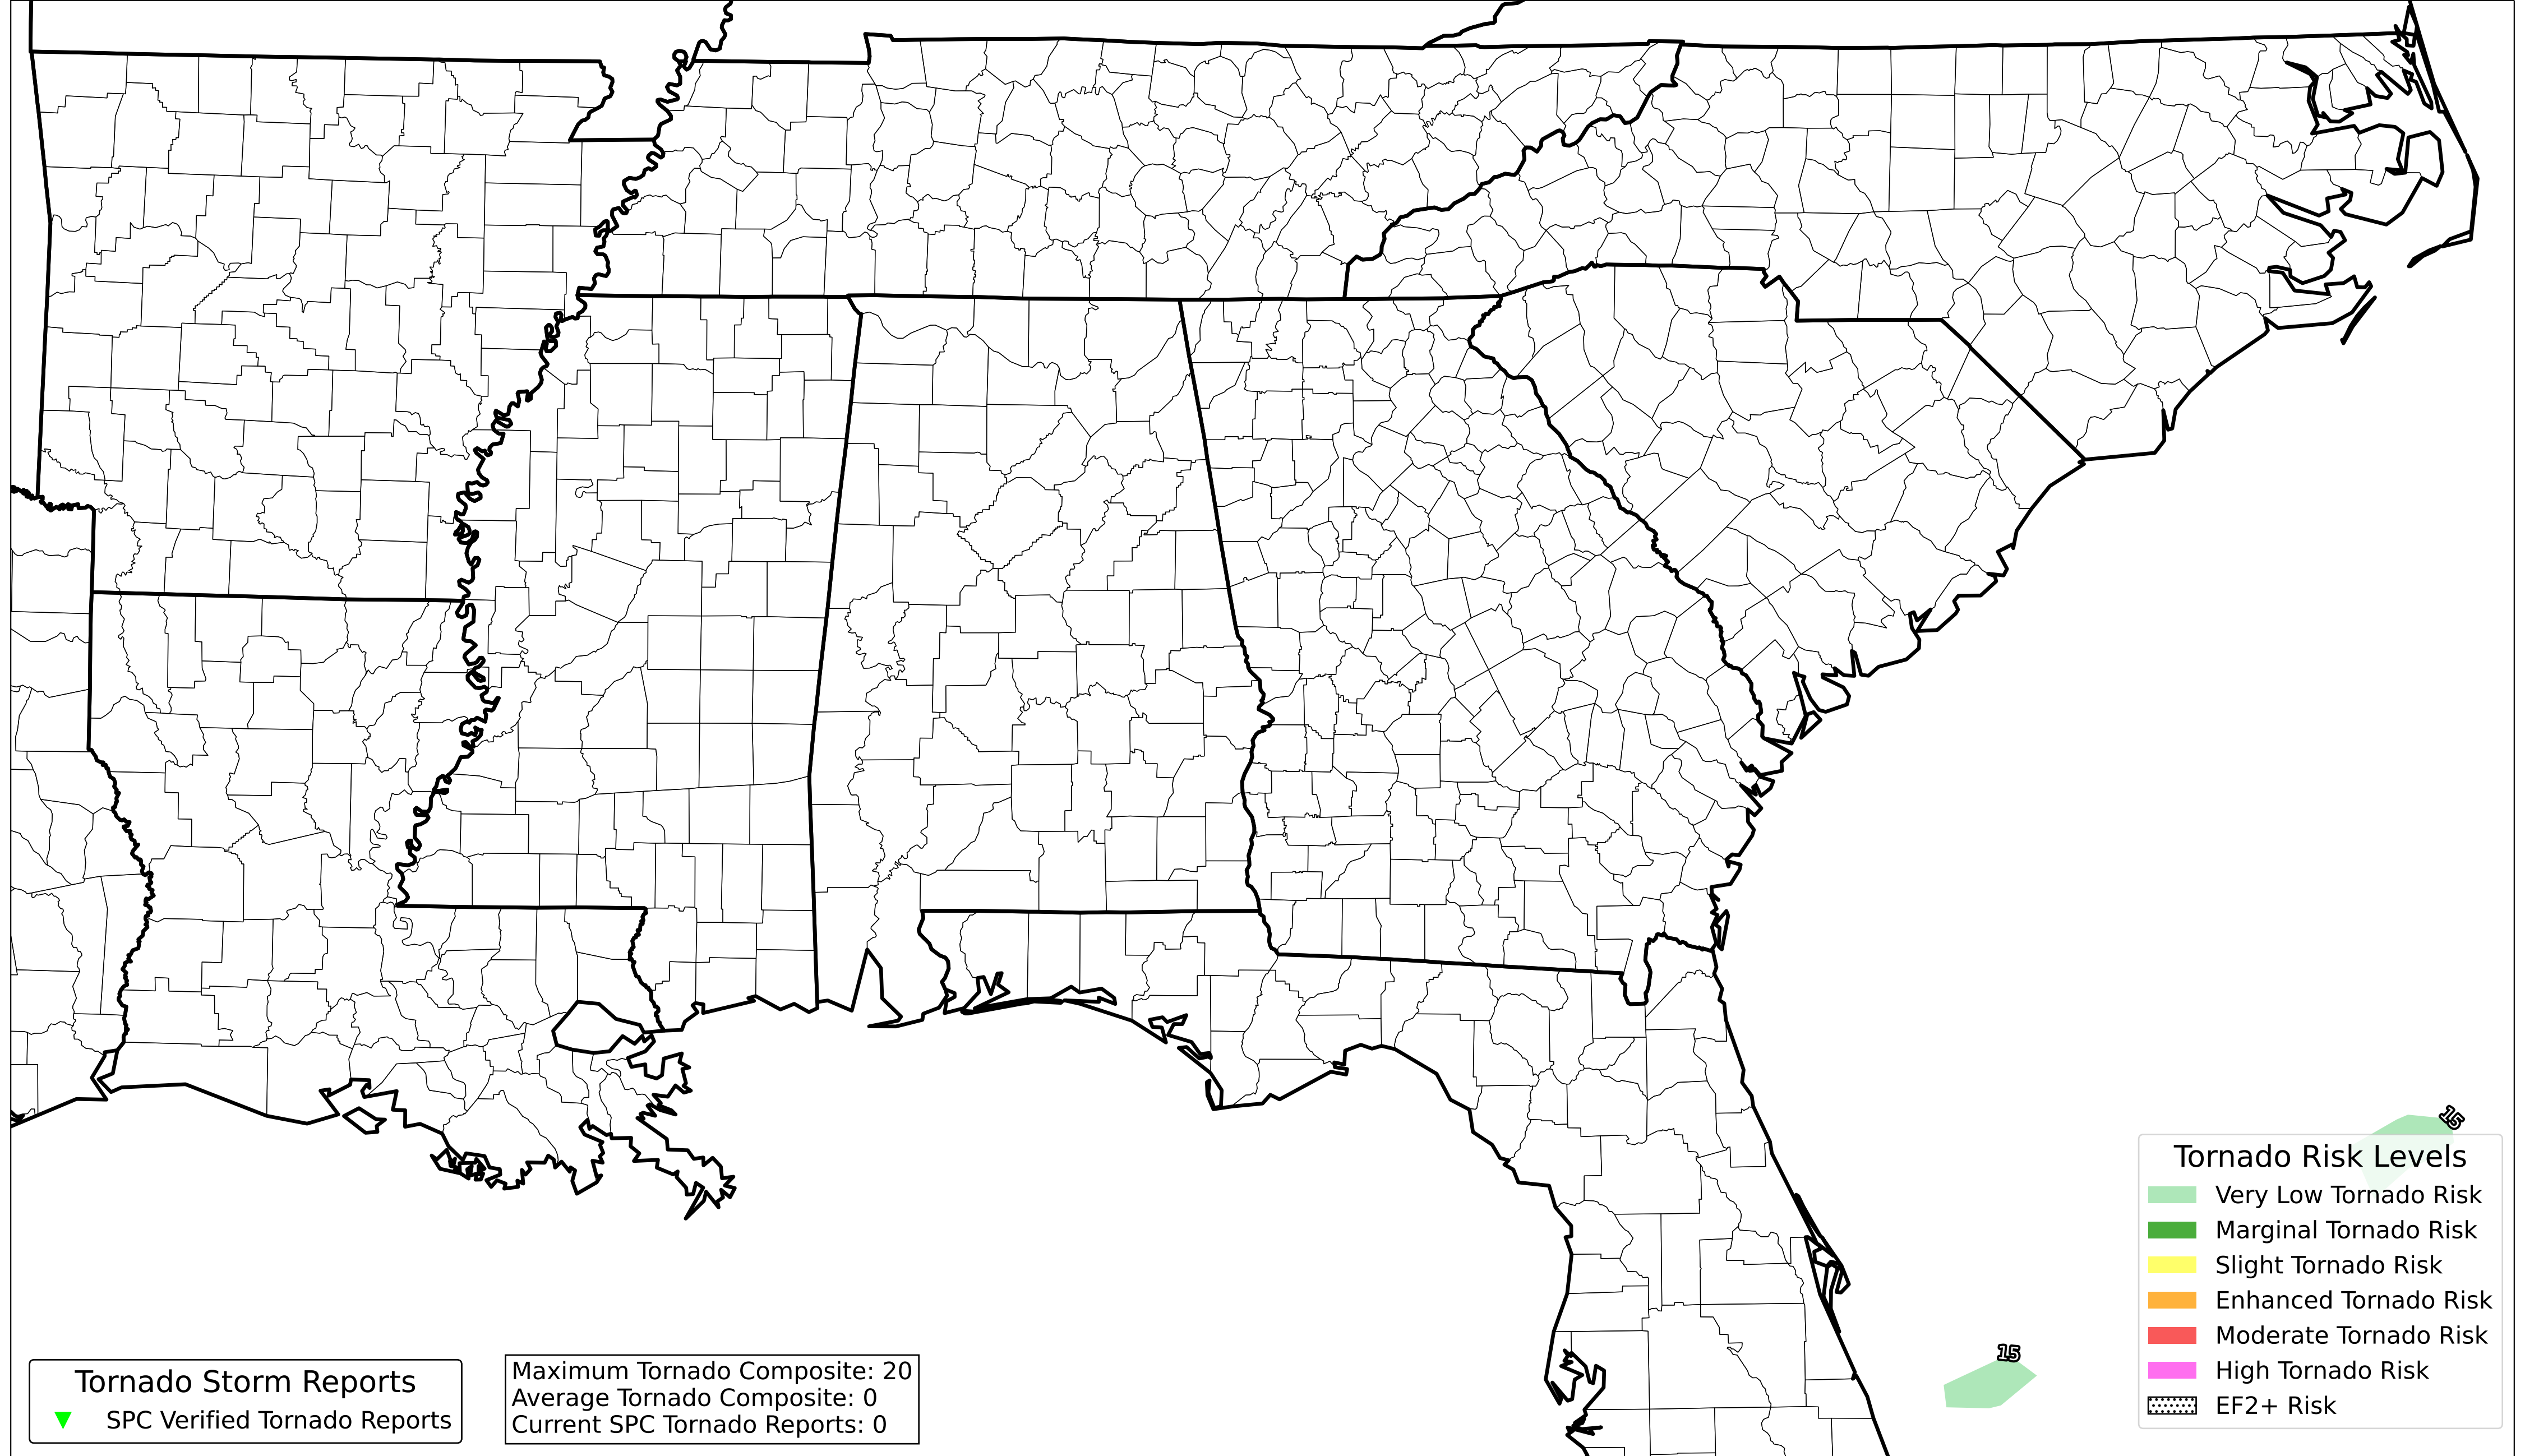 15
Tornado Risk Levels
Very Low Tornado Risk
Marginal Tornado Risk
Slight Tornado Risk
Enhanced Tornado Risk
Moderate Tornado Risk
High Tornado Risk
EF2+ Risk
15
Tornado Storm Reports
SPC Verified Tornado Reports
Maximum Tornado Composite: 20
Average Tornado Composite: 0
Current SPC Tornado Reports: 0